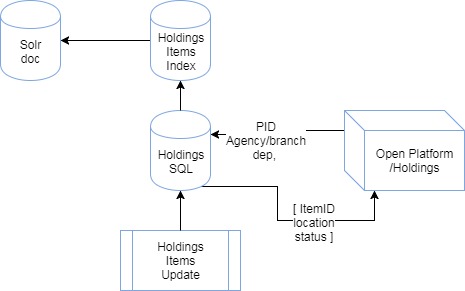 Solr
doc
Holdings
Items
Index
Holdings
SQL
PID
Agency/branch
dep,
Open Platform
/Holdings
[ ItemID
location
status ]
Holdings
Items
Update